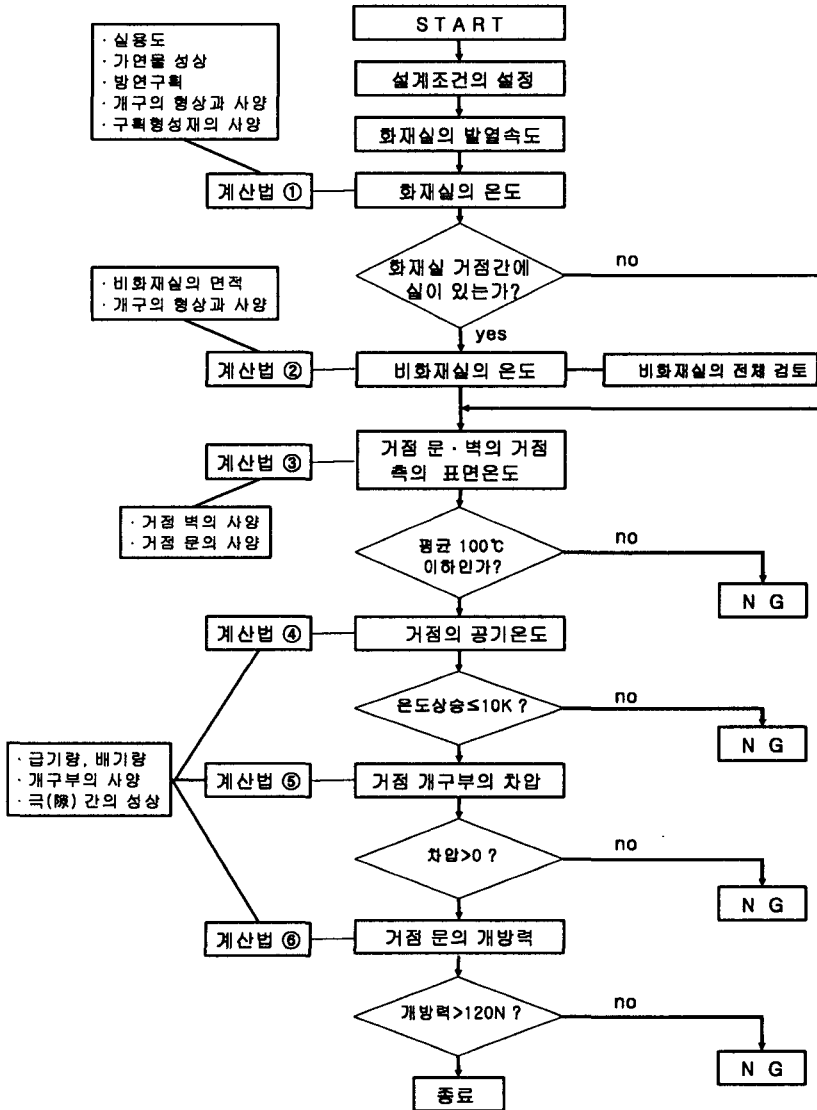 START
· 실용도
· 가연물 성상
· 방연구획
· 개구의 형상과 사양
· 구획형성재의 사양
설계조건의 설정
화재실의 발열속도
계산법 ①
화재실의 온도
화재실 거점간에
실이 있는가?
no
yes
· 비화재실의 면적
· 개구의 형상과 사양
계산법 ②
비화재실의 온도
비화재실의 전체 검토
계산법 ③
거점 문 · 벽의 거점
측의 표면온도
· 거점 벽의 사양
· 거점 문의 사양
평균 100℃
이하인가?
no
N G
계산법 ④
거점의 공기온도
온도상승≤10K ?
no
N G
· 급기량, 배기량
· 개구부의 사양
· 극(隙) 간의 성상
계산법 ⑤
거점 개구부의 차압
차압>0 ?
no
N G
계산법 ⑥
거점 문의 개방력
개방력>120N ?
no
N G
종료